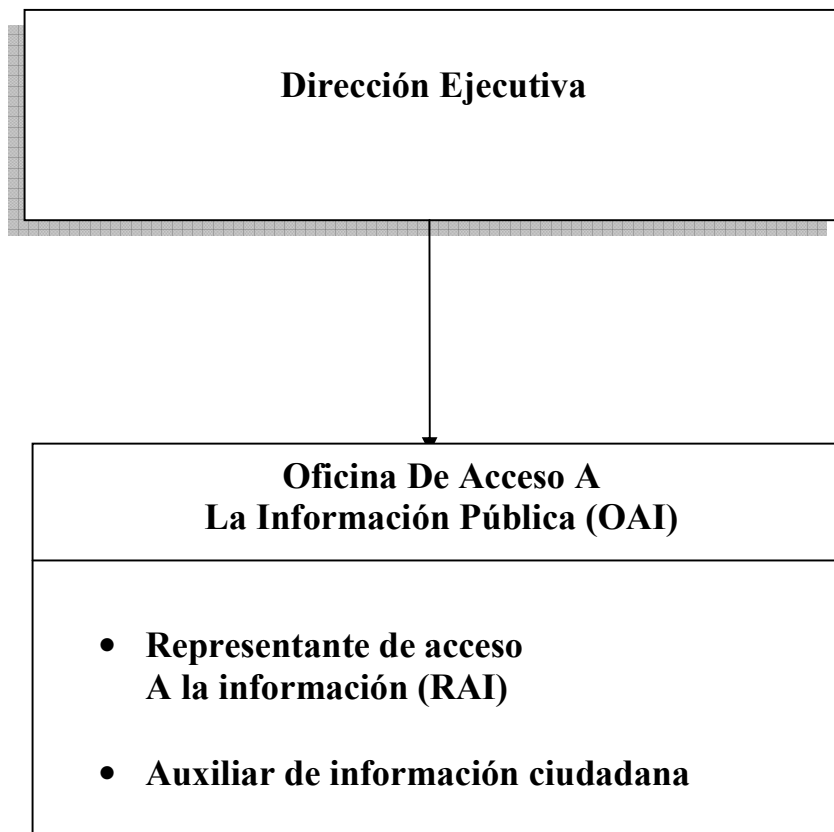 Dirección Ejecutiva
Oficina De Acceso A
La Información Pública (OAI)
• Representante de acceso
A la información (RAI)
• Auxiliar de información ciudadana